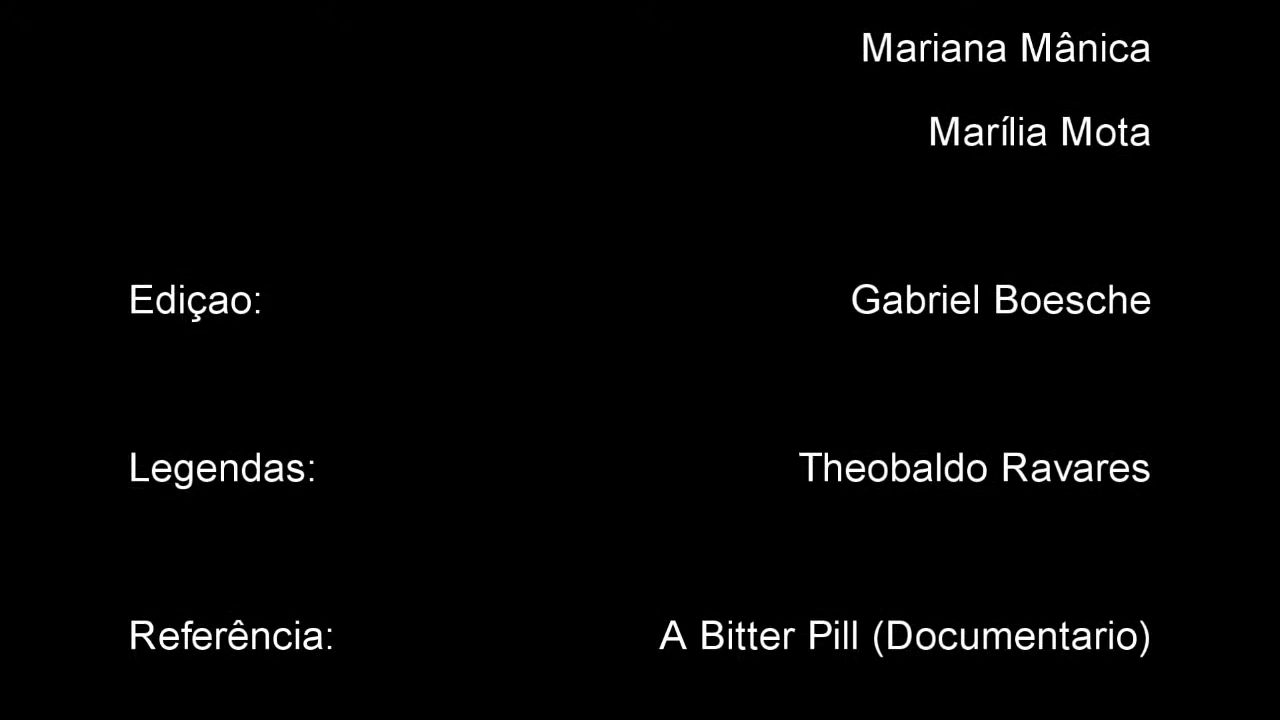 Mariana Mânica
Marília Mota
Ediçao: Gabriel Boesche
Legendas: Theobaldo Ravares
Referência: A Bitter Pill (Documentario)